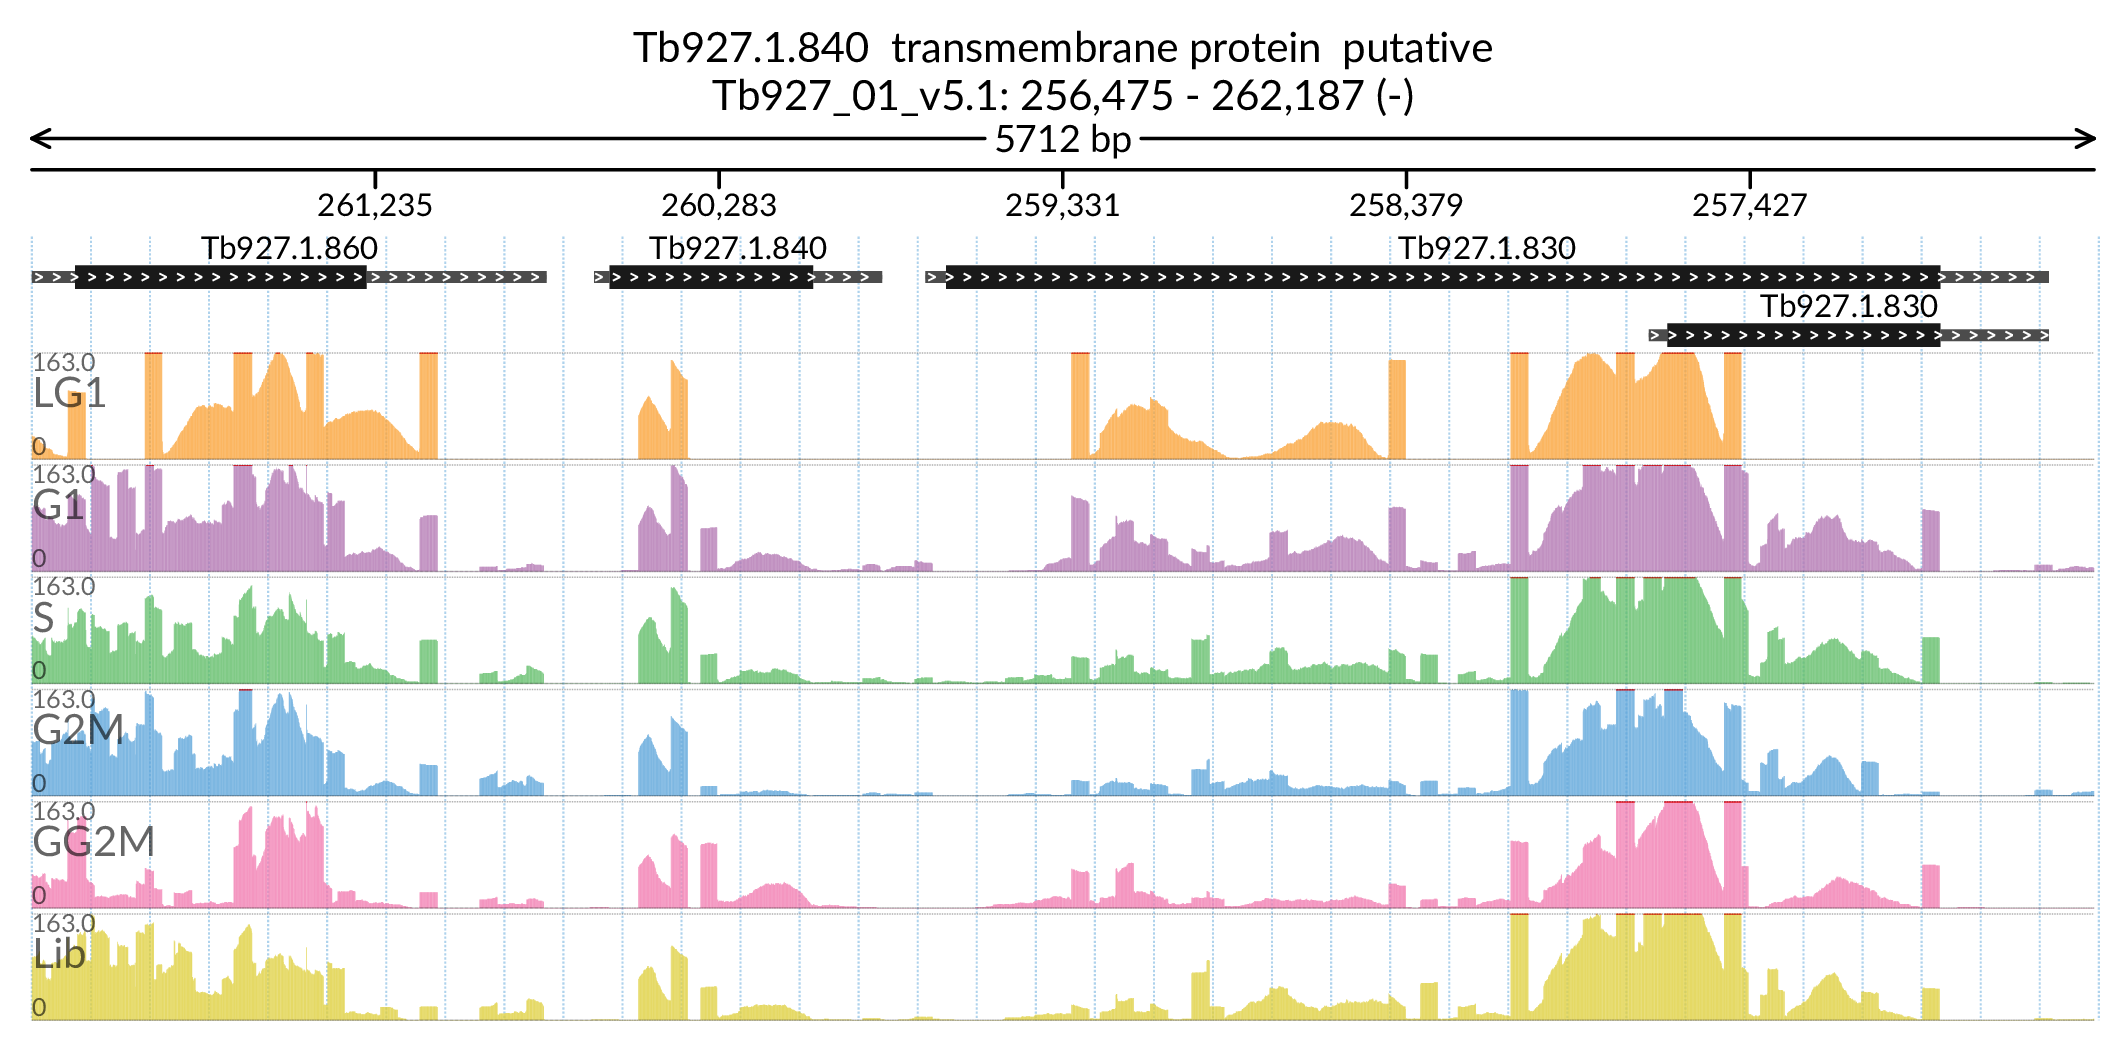 Tb927.1.840 transmembrane protein putative
Tb927_01_v5.1: 256,475 - 262,187 (-)
5712 bp
261,235 260,283 259,331 258,379 257,427
Tb927.1.860 Tb927.1.840 Tb927.1.830
Tb927.1.830
163.0
LG1
0
163.0
G1
0
163.0
S
0
163.0
G2M
0
163.0
GG2M
0
163.0
Lib
0